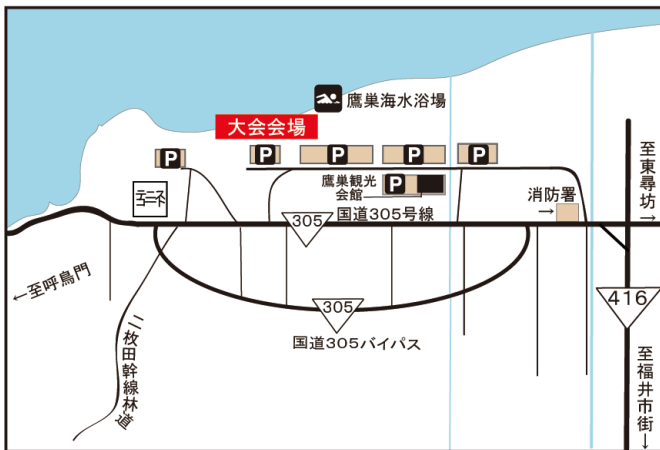 鷹巣海水浴場
大会会場
P
P
P
P
P
P
鷹巣観光
会館
テニス
消防署
→
国道305号線
305
305
国道305バイパス
416
至東尋坊→
←至呼鳥門
二枚田幹線林道
至福井市街→